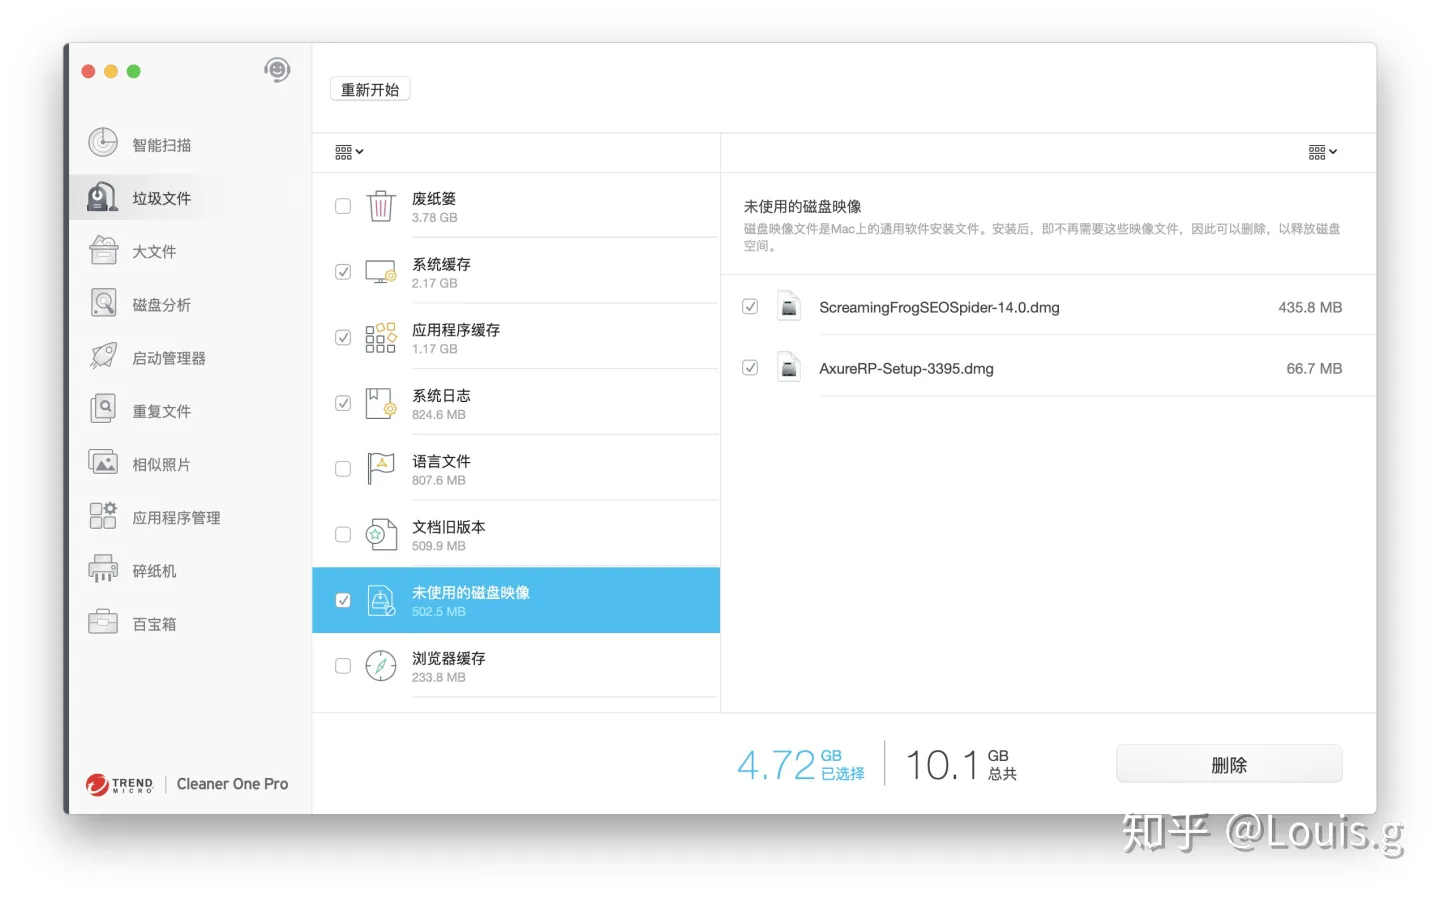 重新开始
智能扫描
垃圾文件
大文件
磁盘分析
启动管理器
重复文件
相似照片
应用程序管理
碎纸机
百宝箱
TREND MICRO
Cleaner One Pro
废纸篓
3.78 GB
系统缓存
2.17 GB
应用程序缓存
1.17 GB
系统日志
824.6 MB
语言文件
807.6 MB
文档旧版本
509.9 MB
未使用的磁盘映像
502.5 MB
浏览器缓存
233.8 MB
未使用的磁盘映像
磁盘映像文件是Mac上的通用软件安装文件。安装后，即不再需要这些映像文件，因此可以删除，以释放磁盘
空间。
ScreamingFrogSEOSpider-14.0.dmg 435.8 MB
AxureRP-Setup-3395.dmg 66.7 MB
4.72 GB 已选择
10.1 GB 总共
删除
知乎 @Louis.g